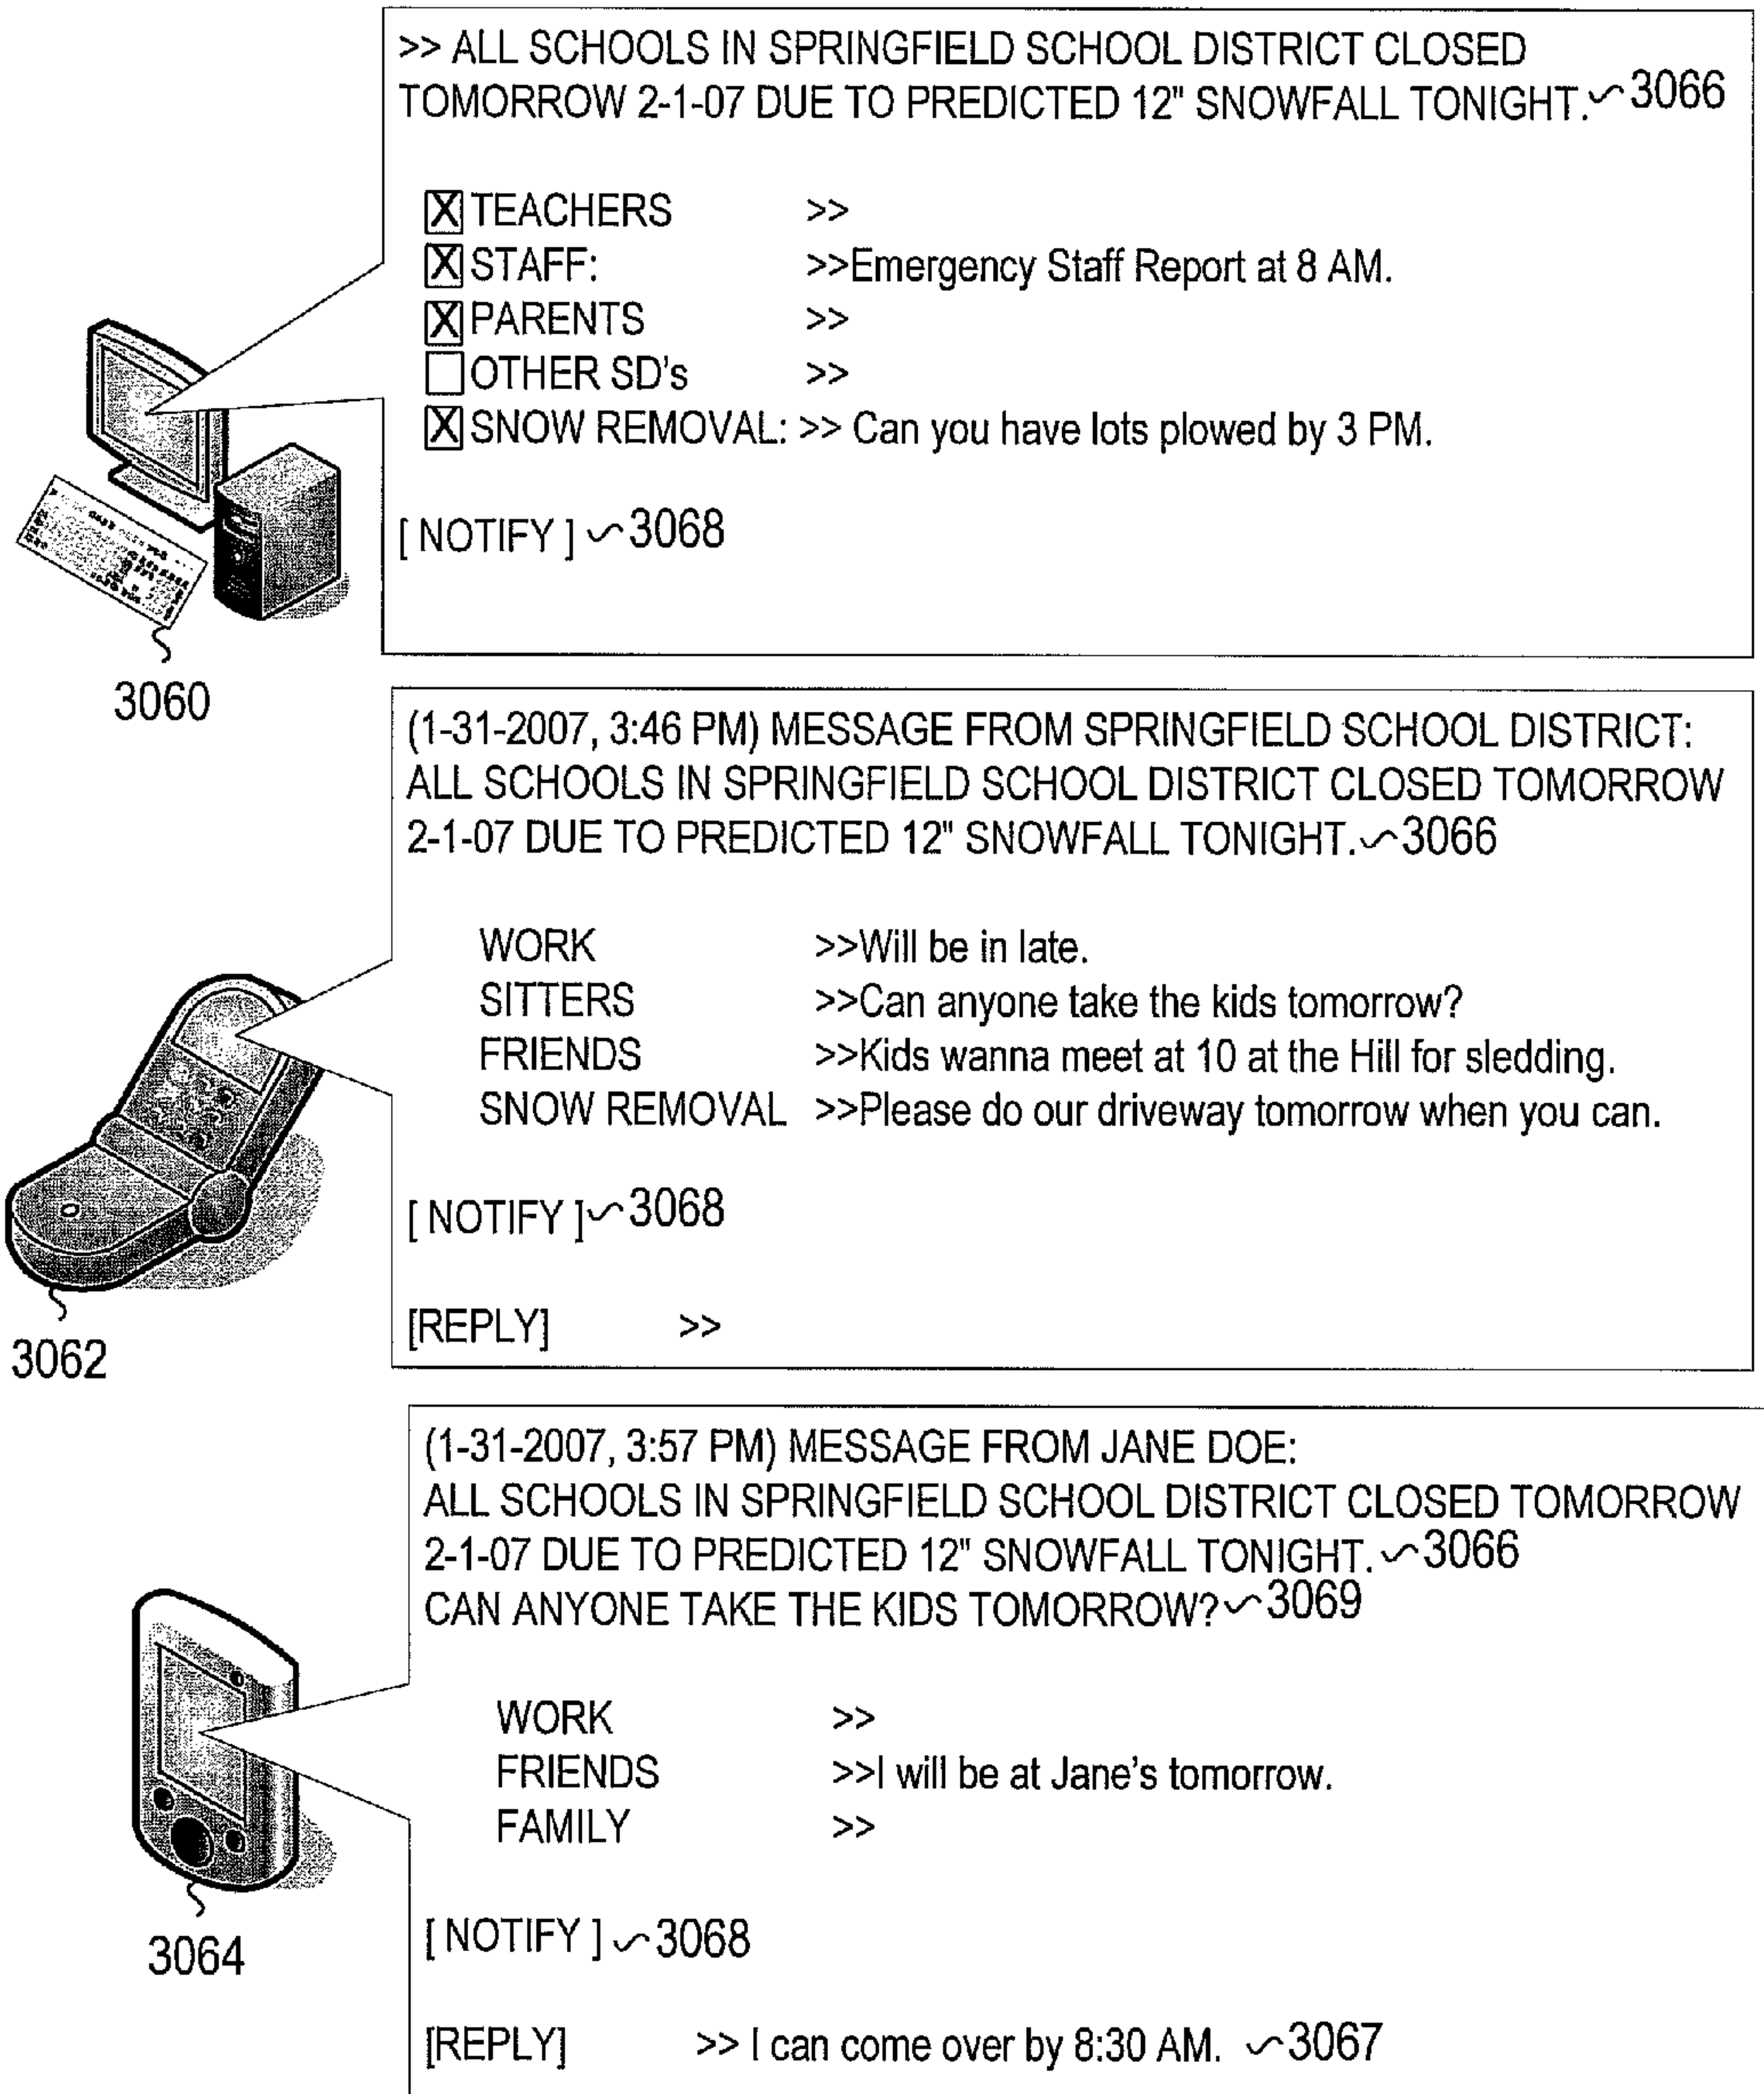 >> ALL SCHOOLS IN SPRINGFIELD SCHOOL DISTRICT CLOSED
TOMORROW 2-1-07 DUE TO PREDICTED 12" SNOWFALL TONIGHT. 3066
X TEACHERS >>
X STAFF: >>Emergency Staff Report at 8 AM.
X PARENTS >>
OTHER SD's >>
X SNOW REMOVAL: >> Can you have lots plowed by 3 PM.
[ NOTIFY ] 3068
3060
(1-31-2007, 3:46 PM) MESSAGE FROM SPRINGFIELD SCHOOL DISTRICT:
ALL SCHOOLS IN SPRINGFIELD SCHOOL DISTRICT CLOSED TOMORROW
2-1-07 DUE TO PREDICTED 12" SNOWFALL TONIGHT. 3066
WORK >>Will be in late.
SITTERS >>Can anyone take the kids tomorrow?
FRIENDS >>Kids wanna meet at 10 at the Hill for sledding.
SNOW REMOVAL >>Please do our driveway tomorrow when you can.
[ NOTIFY ] 3068
[REPLY] >>
3062
(1-31-2007, 3:57 PM) MESSAGE FROM JANE DOE:
ALL SCHOOLS IN SPRINGFIELD SCHOOL DISTRICT CLOSED TOMORROW
2-1-07 DUE TO PREDICTED 12" SNOWFALL TONIGHT. 3066
CAN ANYONE TAKE THE KIDS TOMORROW? 3069
WORK >>
FRIENDS >>I will be at Jane's tomorrow.
FAMILY >>
[ NOTIFY ] 3068
3064
[REPLY] >> I can come over by 8:30 AM. 3067